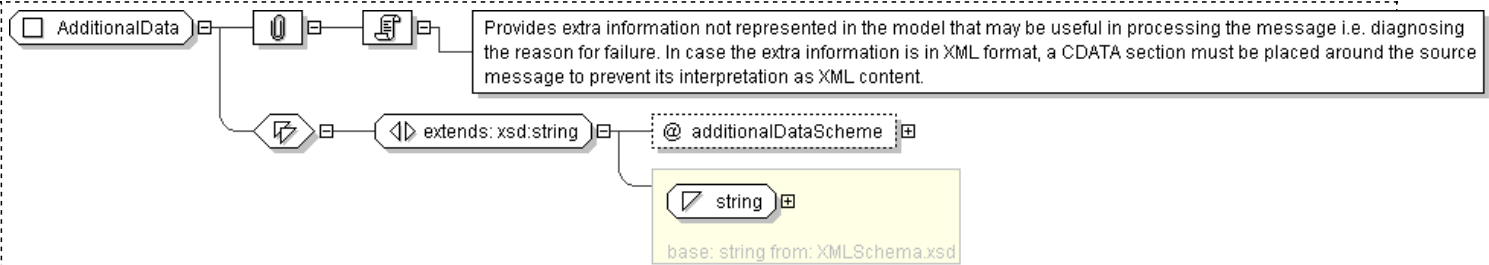 AdditionalData
Provides extra information not represented in the model that may be useful in processing the message i.e. diagnosing
the reason for failure. In case the extra information is in XML format, a CDATA section must be placed around the source
message to prevent its interpretation as XML content.
extends: xsd:string
@ additionalDataScheme
string
base: string from: XMLSchema.xsd